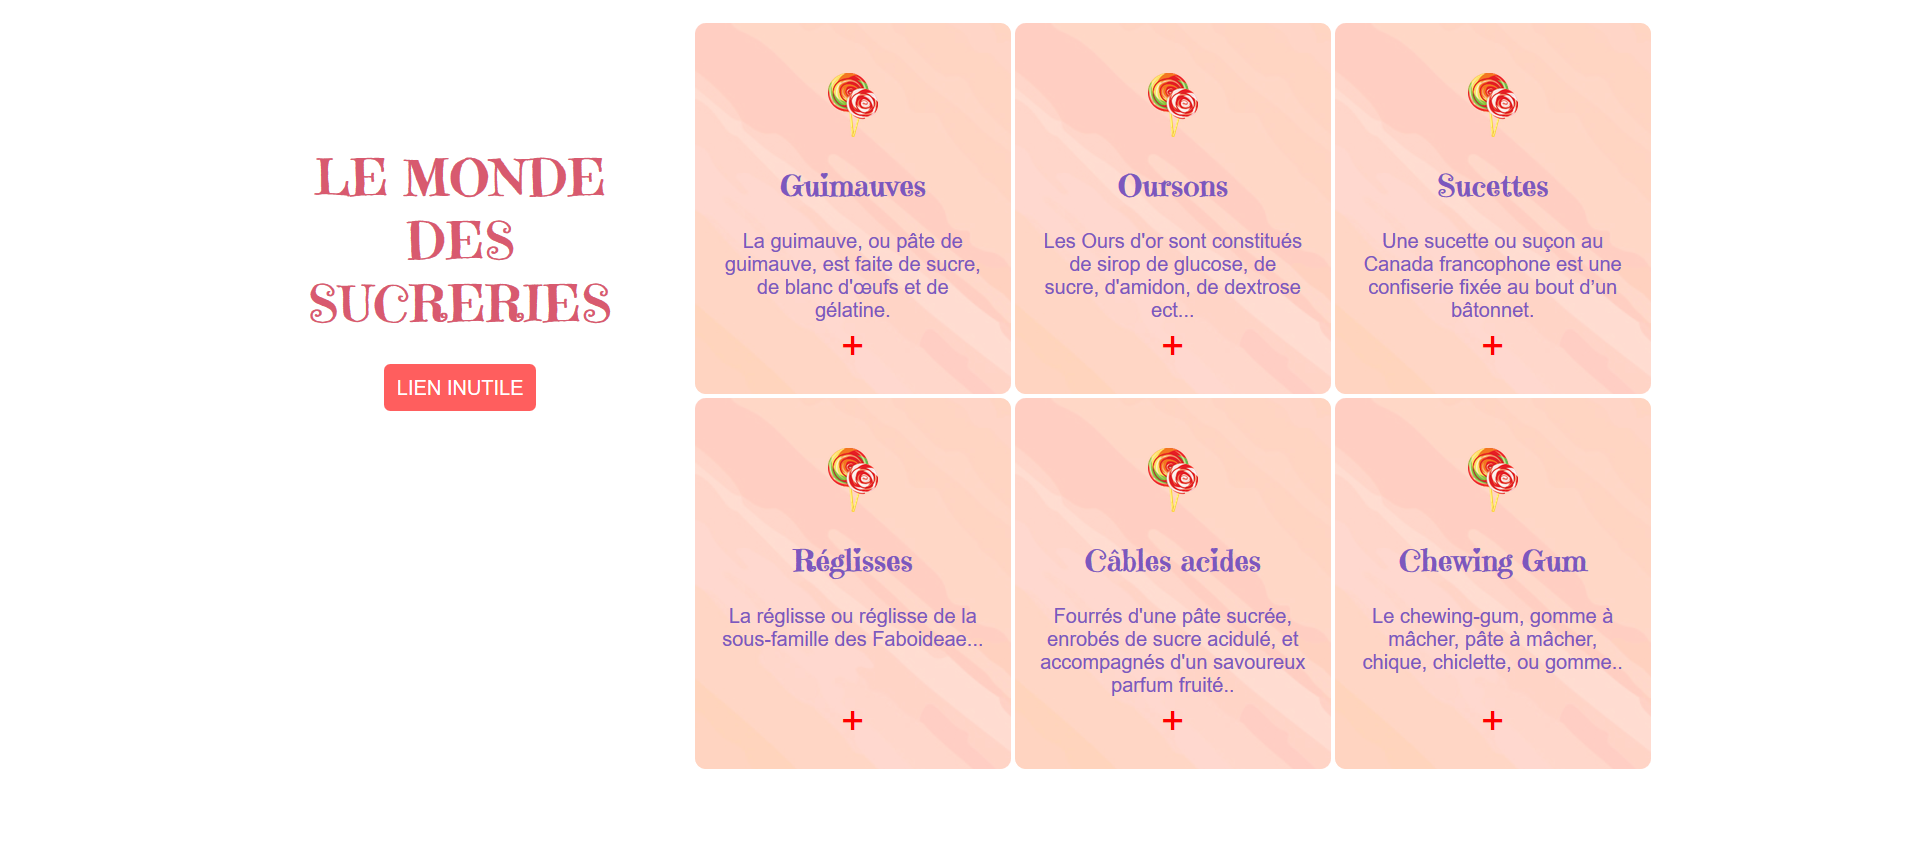 LE MONDE
DES
SUCRERIES
LIEN INUTILE
Guimauves
La guimauve, ou pâte de
guimauve, est faite de sucre,
de blanc d'œufs et de
gélatine.
+
Oursons
Les Ours d'or sont constitués
de sirop de glucose, de
sucre, d'amidon, de dextrose
ect...
+
Sucettes
Une sucette ou suçon au
Canada francophone est une
confiserie fixée au bout d’un
bâtonnet.
+
Réglisses
La réglisse ou réglisse de la
sous-famille des Faboideae...
+
Câbles acides
Fourrés d'une pâte sucrée,
enrobés de sucre acidulé, et
accompagnés d'un savoureux
parfum fruité..
+
Chewing Gum
Le chewing-gum, gomme à
mâcher, pâte à mâcher,
chique, chiclette, ou gomme..
+